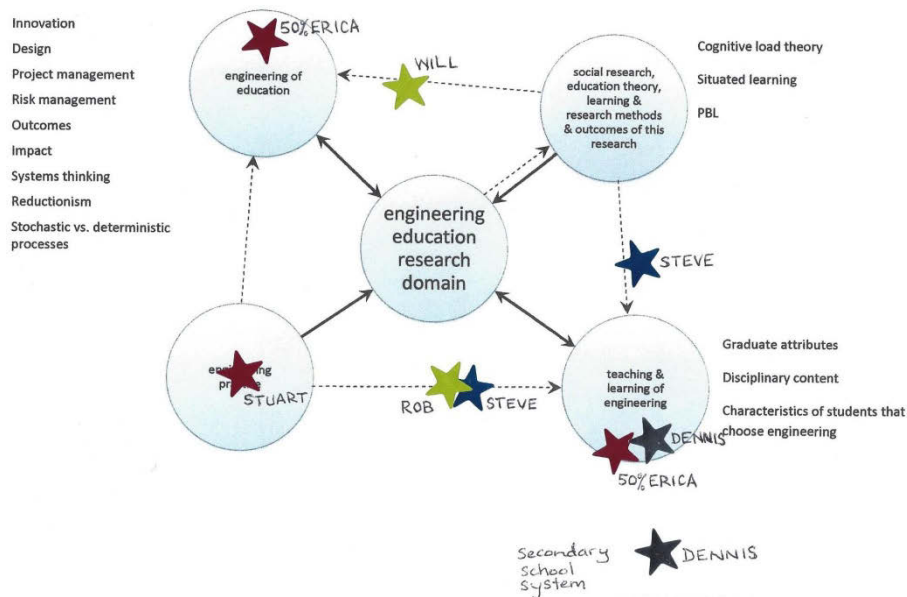 Innovation
Design
Project management
Risk management
Outcomes
Impact
Systems thinking
Reductionism
Stochastic vs. deterministic
processes
50% ERICA
engineering of
education
WILL
social research,
education theory,
learning &
research methods
& outcomes of this
research
Cognitive load theory
Situated learning
PBL
engineering
education
research
domain
STEVE
STUART
ROB
STEVE
teaching &
learning of
engineering
DENNIS
50% ERICA
Graduate attributes
Disciplinary content
Characteristics of students that
choose engineering
secondary
school
system
DENNIS